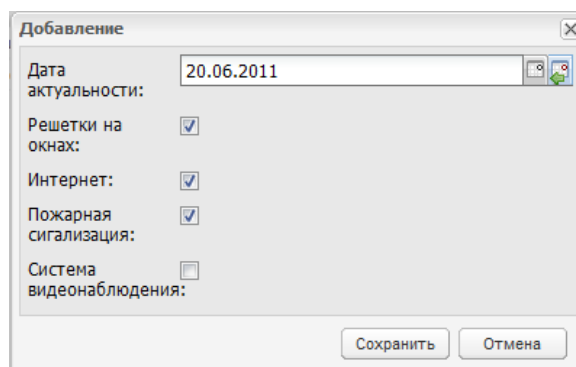 Добавление
Дата
актуальности:
20.06.2011
Решетки на
окнах:
Интернет:
Пожарная
сигализация:
Система
видеонаблюдения:
Сохранить
Отмена